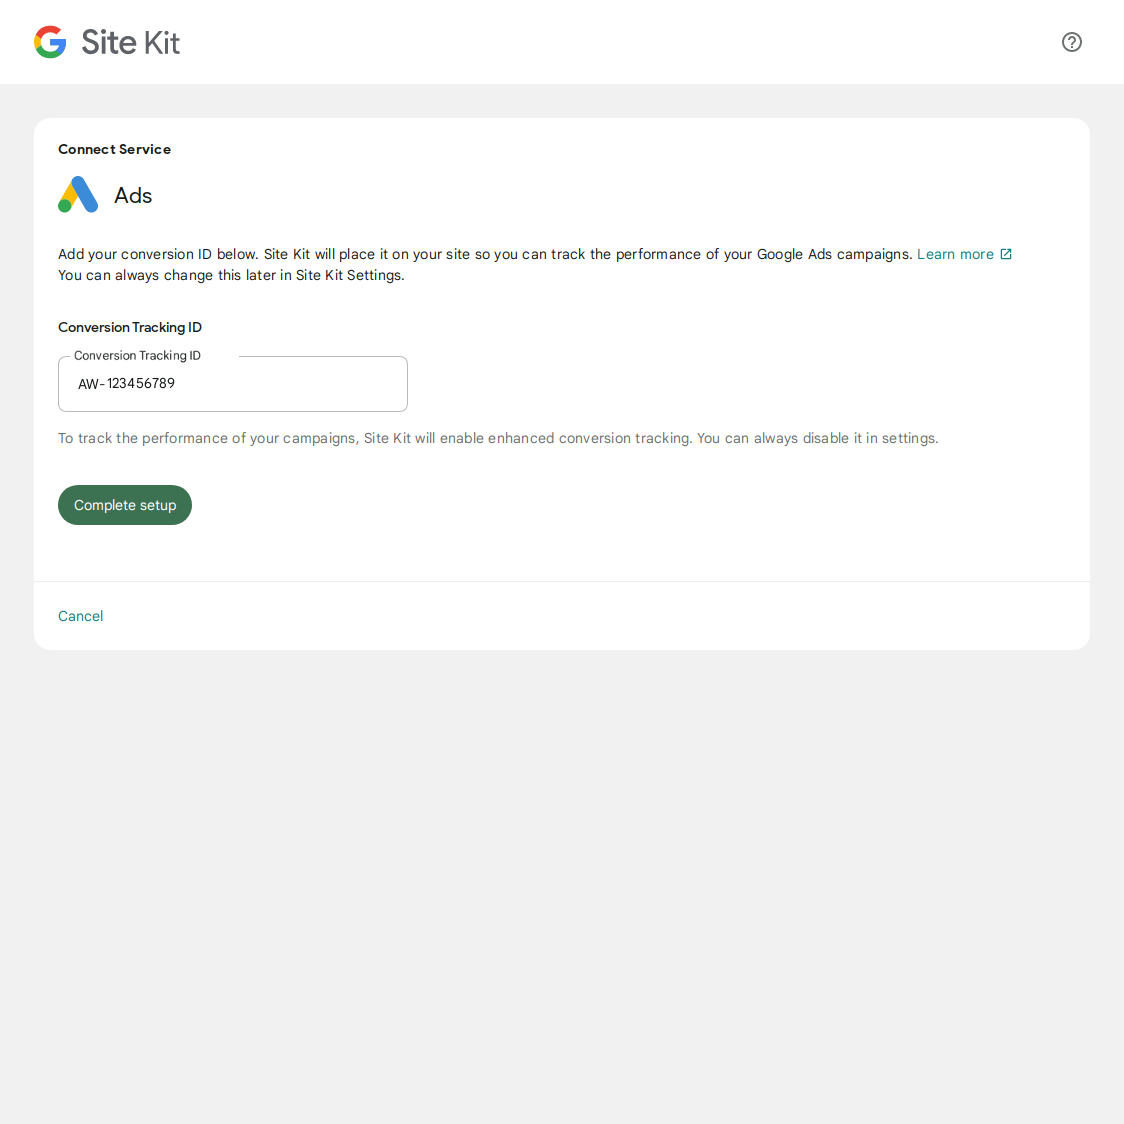 Site Kit
Connect Service
Ads
Add your conversion ID below. Site Kit will place it on your site so you can track the performance of your Google Ads campaigns. Learn more
You can always change this later in Site Kit Settings.
Conversion Tracking ID
Conversion Tracking ID
AW-123456789
To track the performance of your campaigns, Site Kit will enable enhanced conversion tracking. You can always disable it in settings.
Complete setup
Cancel